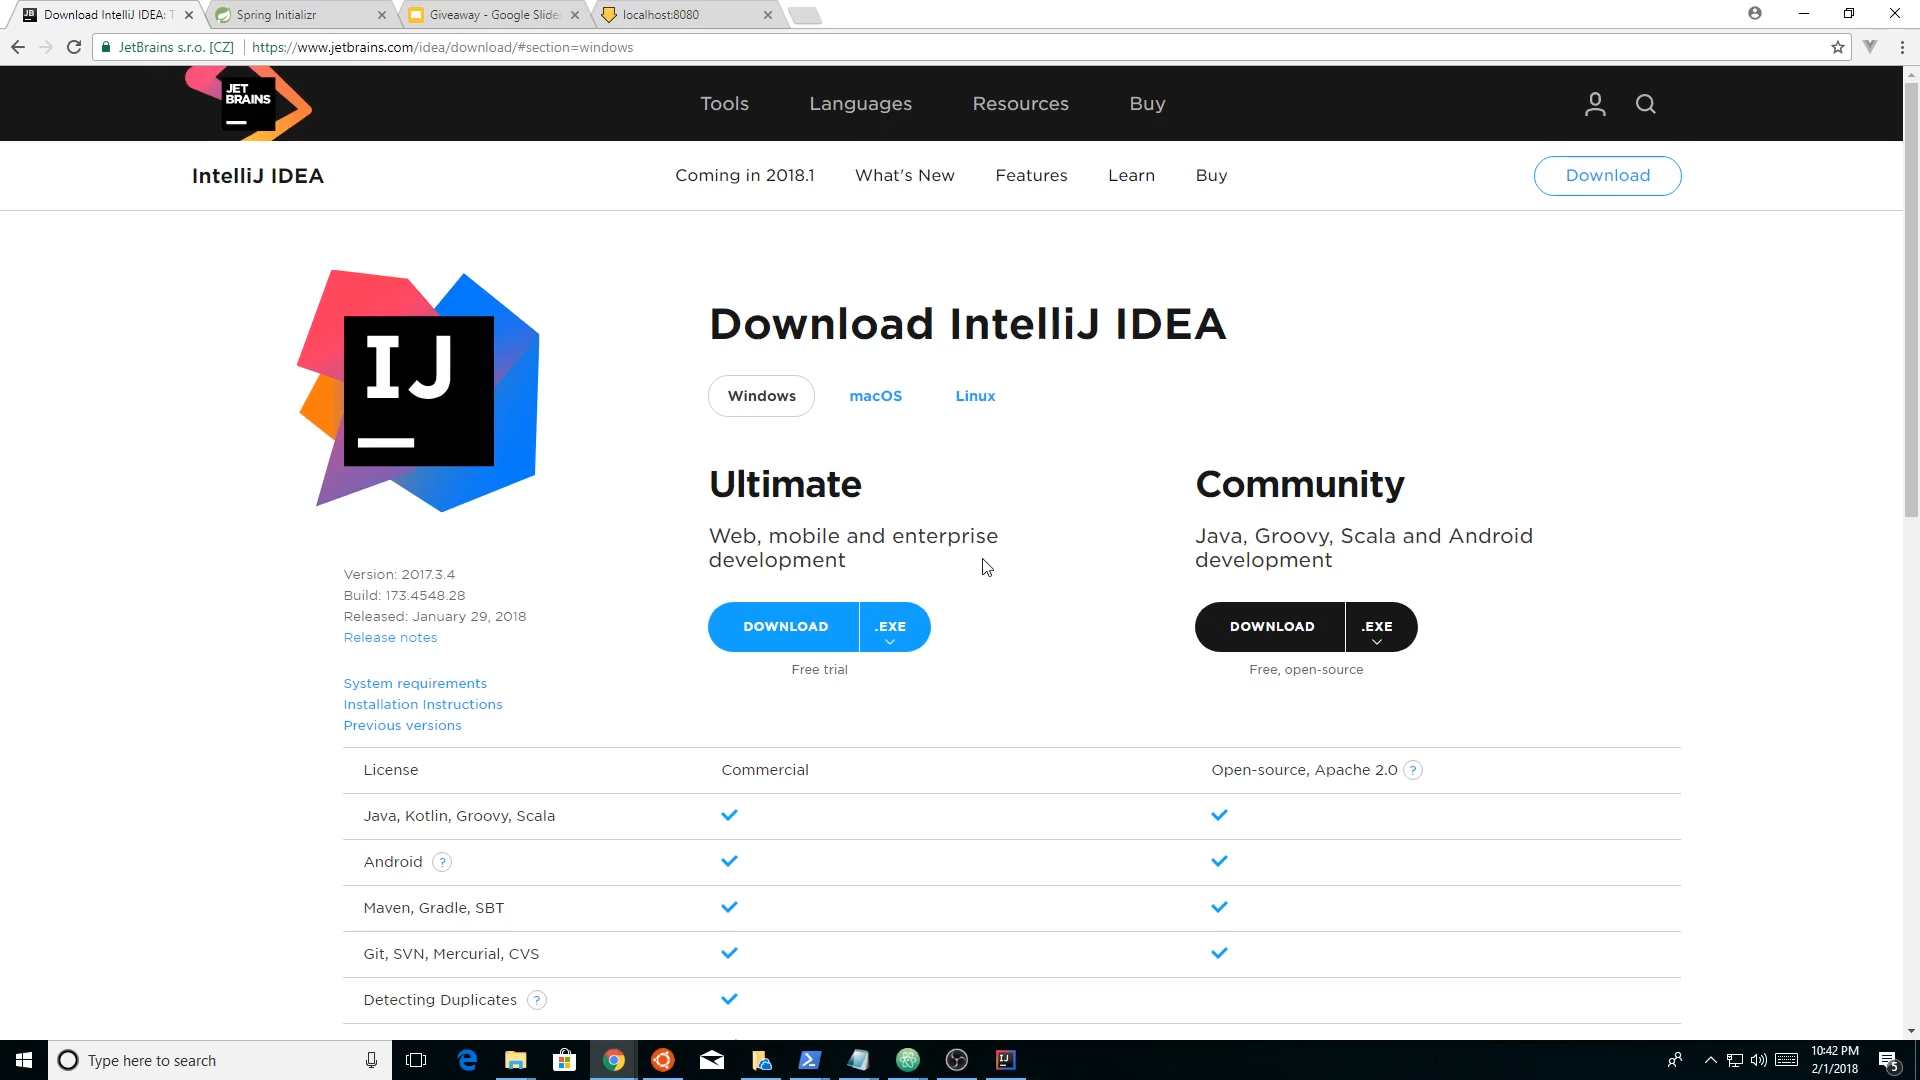 Download IntelliJ IDEA: T
Spring Initializr
Giveaway - Google Slide
localhost:8080
JetBrains s.r.o. [CZ]
https://www.jetbrains.com/idea/download/#section=windows
JET
BRAINS
Tools
Languages
Resources
Buy
IntelliJ IDEA
Coming in 2018.1
What's New
Features
Learn
Buy
Download
IJ
Download IntelliJ IDEA
Windows
macOS
Linux
Ultimate
Web, mobile and enterprise
development
DOWNLOAD
.EXE
Free trial
Community
Java, Groovy, Scala and Android
development
DOWNLOAD
.EXE
Free, open-source
Version: 2017.3.4
Build: 173.4548.28
Released: January 29, 2018
Release notes
System requirements
Installation Instructions
Previous versions
License
Commercial
Open-source, Apache 2.0 ?
Java, Kotlin, Groovy, Scala
Android ?
Maven, Gradle, SBT
Git, SVN, Mercurial, CVS
Detecting Duplicates ?
Type here to search
10:42 PM
2/1/2018
5